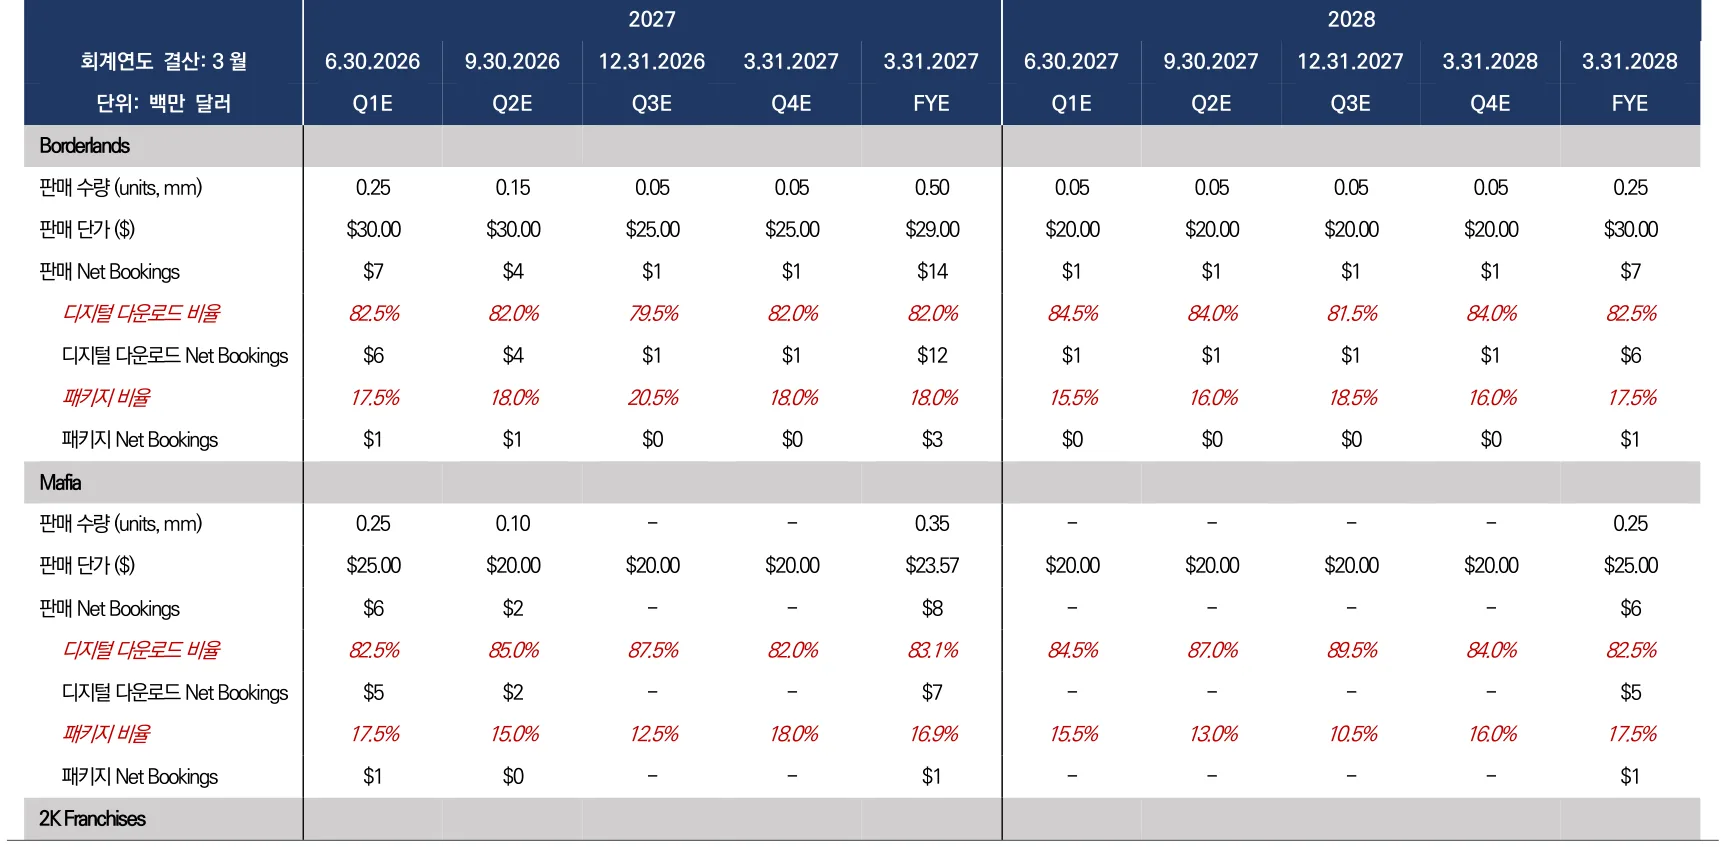 2027 2028
회계연도 결산: 3 월 6.30.2026 9.30.2026 12.31.2026 3.31.2027 3.31.2027 6.30.2027 9.30.2027 12.31.2027 3.31.2028 3.31.2028
단위: 백만 달러 Q1E Q2E Q3E Q4E FYE Q1E Q2E Q3E Q4E FYE
Borderlands
판매 수량 (units, mm) 0.25 0.15 0.05 0.05 0.50 0.05 0.05 0.05 0.05 0.25
판매 단가 ($) $30.00 $30.00 $25.00 $25.00 $29.00 $20.00 $20.00 $20.00 $20.00 $30.00
판매 Net Bookings $7 $4 $1 $1 $14 $1 $1 $1 $1 $7
디지털 다운로드 비율 82.5% 82.0% 79.5% 82.0% 82.0% 84.5% 84.0% 81.5% 84.0% 82.5%
디지털 다운로드 Net Bookings $6 $4 $1 $1 $12 $1 $1 $1 $1 $6
패키지 비율 17.5% 18.0% 20.5% 18.0% 18.0% 15.5% 16.0% 18.5% 16.0% 17.5%
패키지 Net Bookings $1 $1 $0 $0 $3 $0 $0 $0 $0 $1
Mafia
판매 수량 (units, mm) 0.25 0.10 – – 0.35 – – – – 0.25
판매 단가 ($) $25.00 $20.00 $20.00 $20.00 $23.57 $20.00 $20.00 $20.00 $20.00 $25.00
판매 Net Bookings $6 $2 – – $8 – – – – $6
디지털 다운로드 비율 82.5% 85.0% 87.5% 82.0% 83.1% 84.5% 87.0% 89.5% 84.0% 82.5%
디지털 다운로드 Net Bookings $5 $2 – – $7 – – – – $5
패키지 비율 17.5% 15.0% 12.5% 18.0% 16.9% 15.5% 13.0% 10.5% 16.0% 17.5%
패키지 Net Bookings $1 $0 – – $1 – – – – $1
2K Franchises